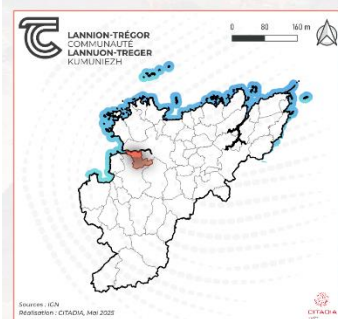 LANNION-TRÉGOR
COMMUNAUTÉ
LANNUON-TREGER
KUMUNIEZH
0 80 160 m
Sources : IGN
Réalisation : CITADIA, Mai 2025
CITADIA